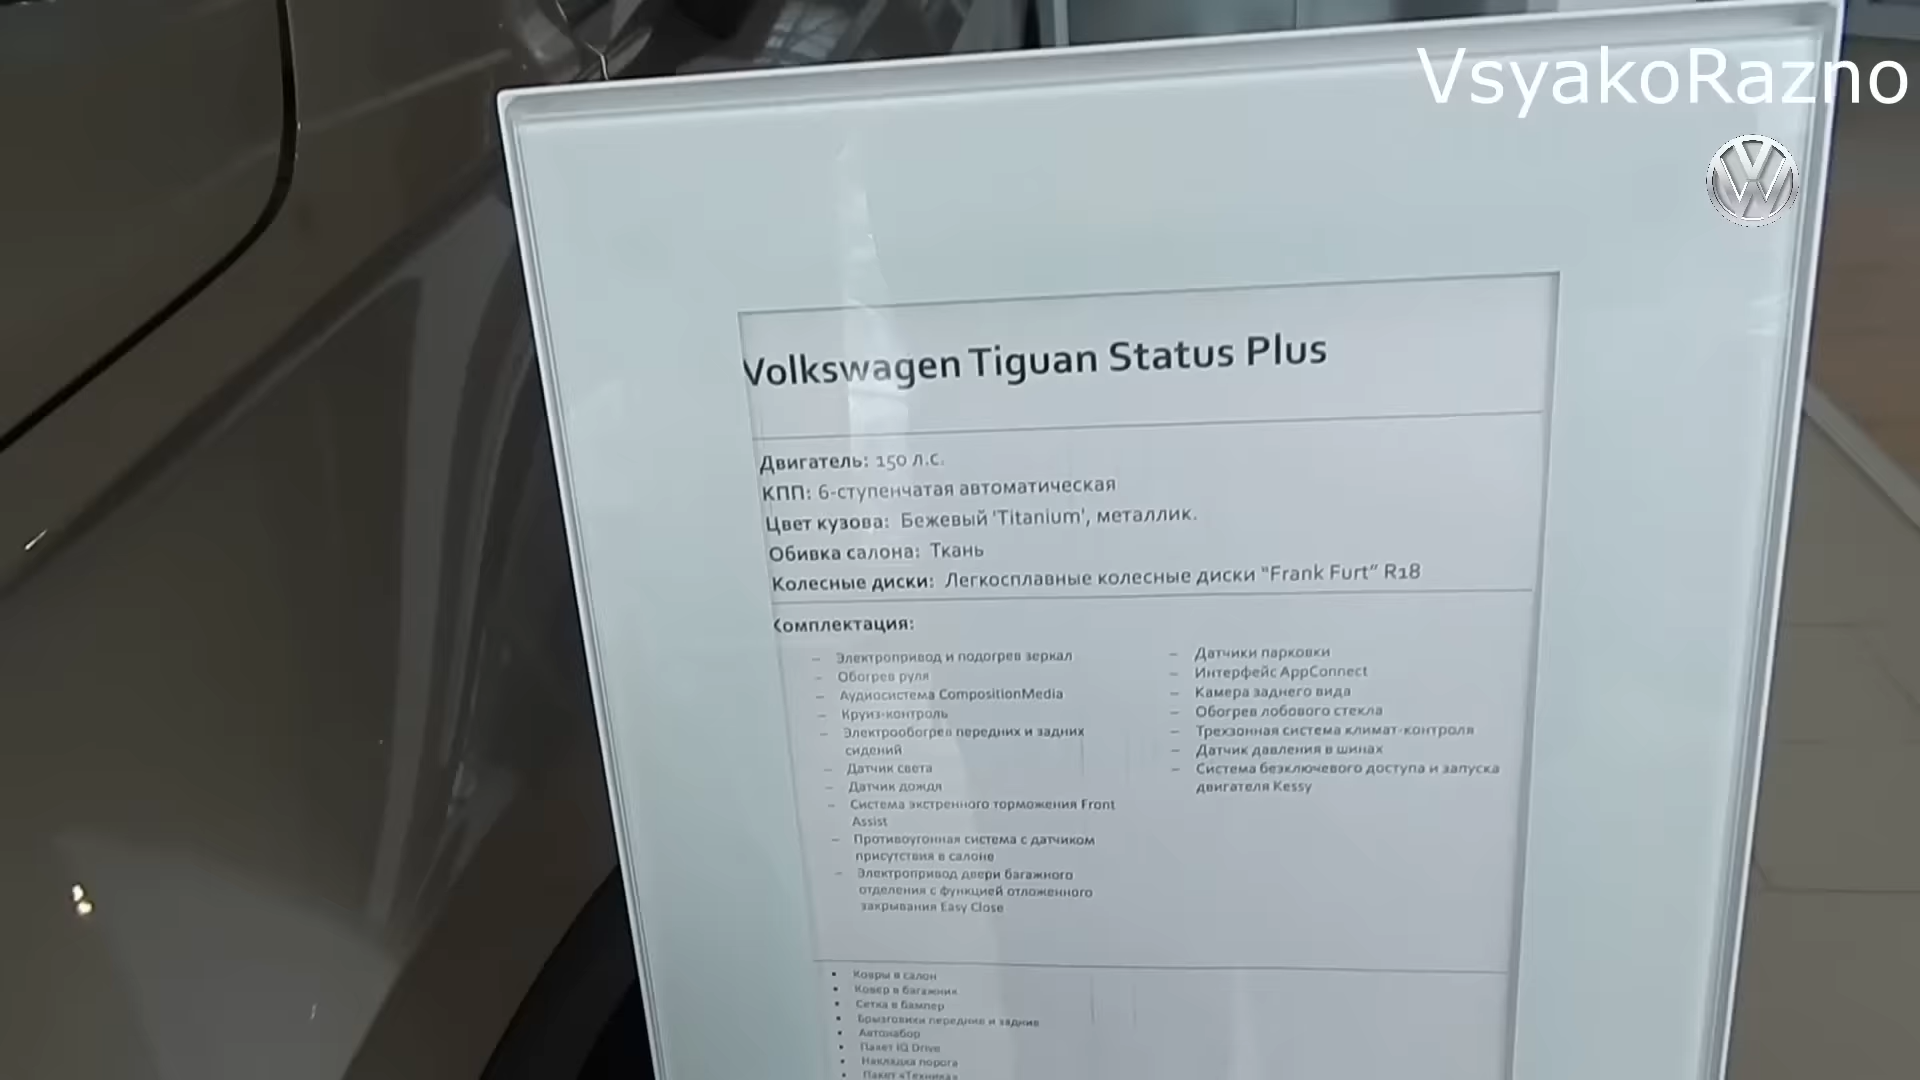 VsyakoRazno
Volkswagen Tiguan Status Plus
Двигатель: 150 л.с.
КПП: 6-ступенчатая автоматическая
Цвет кузова: Бежевый 'Titanium', металлик.
Обивка салона: Ткань
Колесные диски: Легкосплавные колесные диски "Frank Furt" R18
Комплектация:
– Электропривод и подогрев зеркал
– Обогрев руля
– Аудиосистема CompositionMedia
– Круиз-контроль
– Электрообогрев передних и задних
сидений
– Датчик света
– Датчик дождя
– Система экстренного торможения Front
Assist
– Противоугонная система с датчиком
присутствия в салоне
– Электропривод двери багажного
отделения с функцией отложенного
закрывания Easy Close
– Датчики парковки
– Интерфейс AppConnect
– Камера заднего вида
– Обогрев лобового стекла
– Трехзонная система климат-контроля
– Датчик давления в шинах
– Система безключевого доступа и запуска
двигателя Kessy
• Ковры в салон
• Ковер в багажник
• Сетка в бампер
• Брызговики передние и задние
• Автонабор
• Пакет IQ Drive
• Накладка порога
• Пакет «Техника»